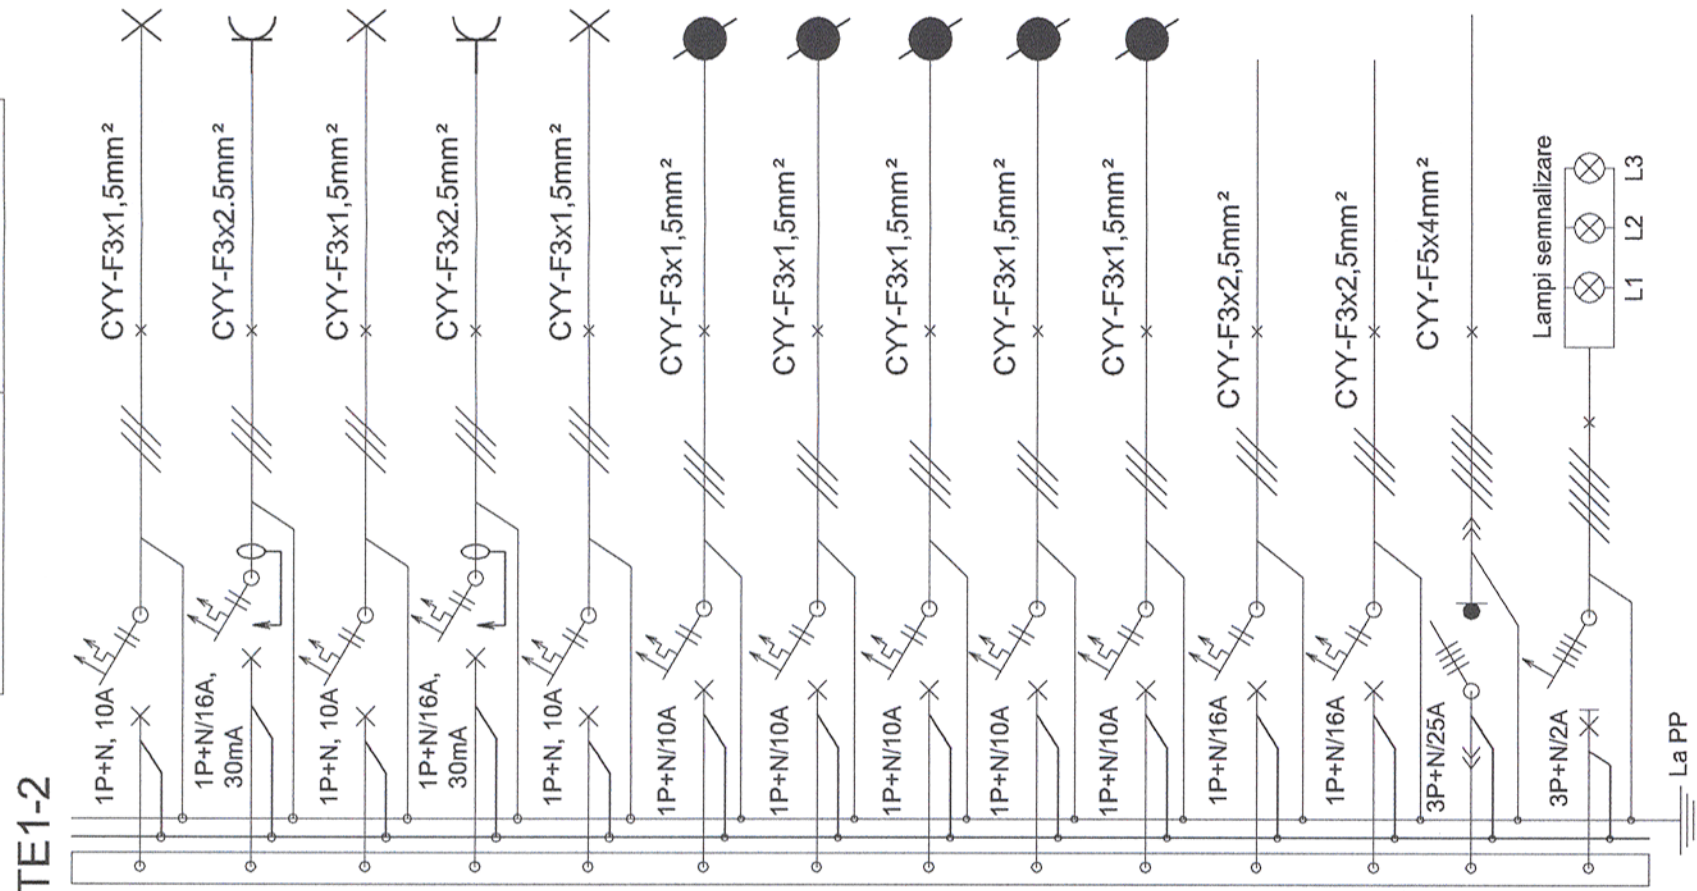 TE1-2
1P+N, 10A
CYY-F3x1,5mm²
1P+N/16A,
30mA
CYY-F3x2.5mm²
1P+N, 10A
CYY-F3x1,5mm²
1P+N/16A,
30mA
CYY-F3x2.5mm²
1P+N, 10A
CYY-F3x1,5mm²
1P+N/10A
CYY-F3x1,5mm²
1P+N/10A
CYY-F3x1,5mm²
1P+N/10A
CYY-F3x1,5mm²
1P+N/10A
CYY-F3x1,5mm²
1P+N/10A
CYY-F3x1,5mm²
1P+N/16A
CYY-F3x2,5mm²
1P+N/16A
CYY-F3x2,5mm²
3P+N/25A
CYY-F5x4mm²
3P+N/2A
Lampi semnalizare
L1 L2 L3
La PP